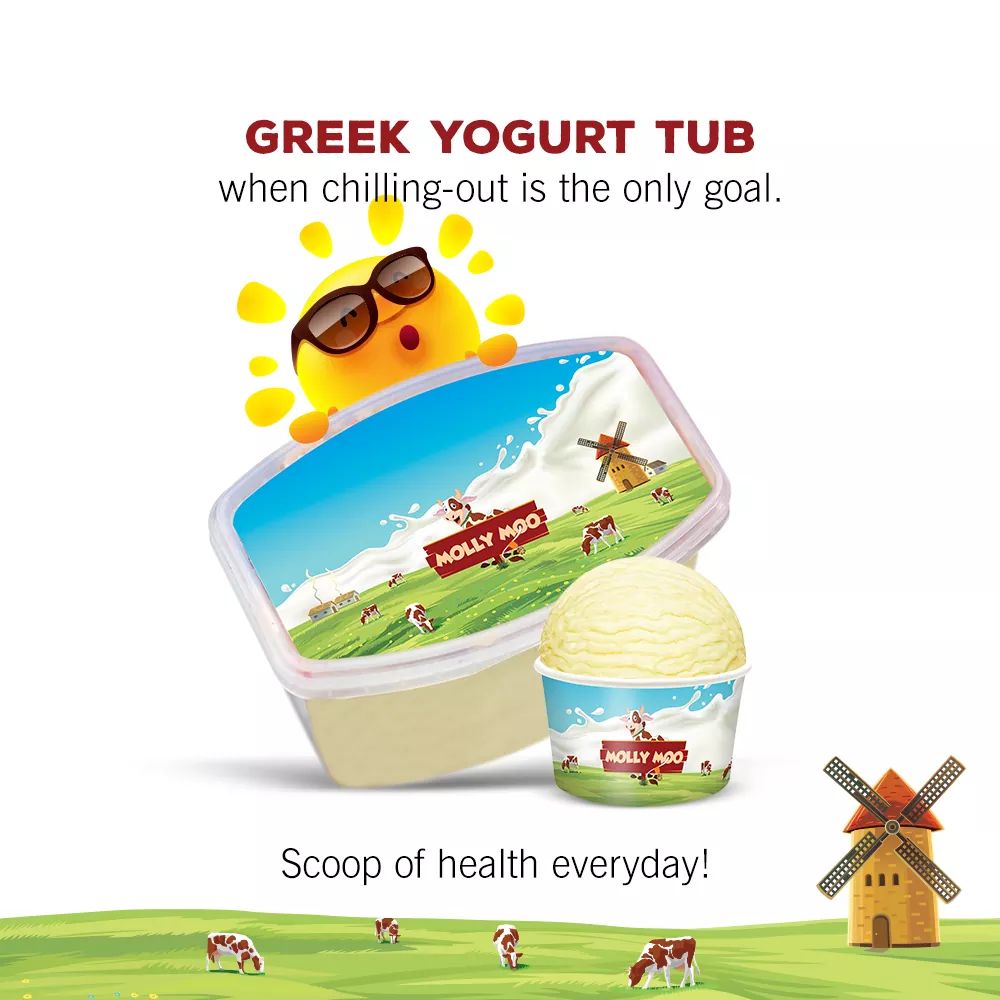 GREEK YOGURT TUB
when chilling-out is the only goal.
MOLLY MOO
MOLLY MOO
Scoop of health everyday!